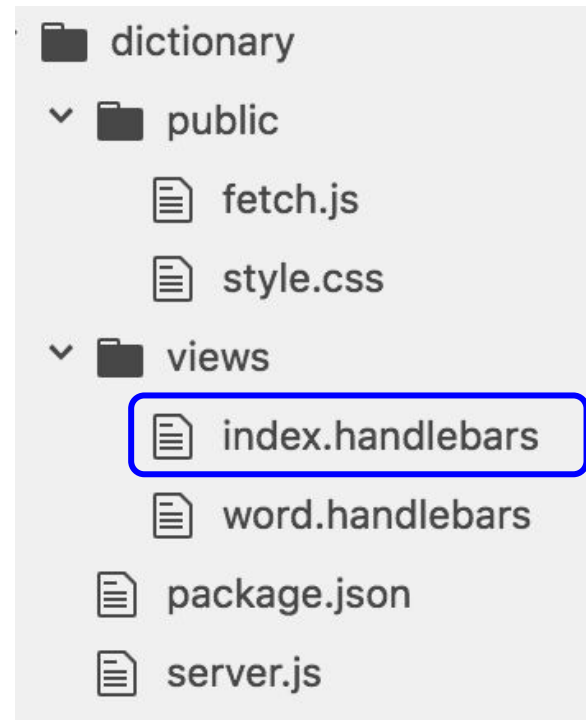 dictionary
public
fetch.js
style.css
views
index.handlebars
word.handlebars
package.json
server.js